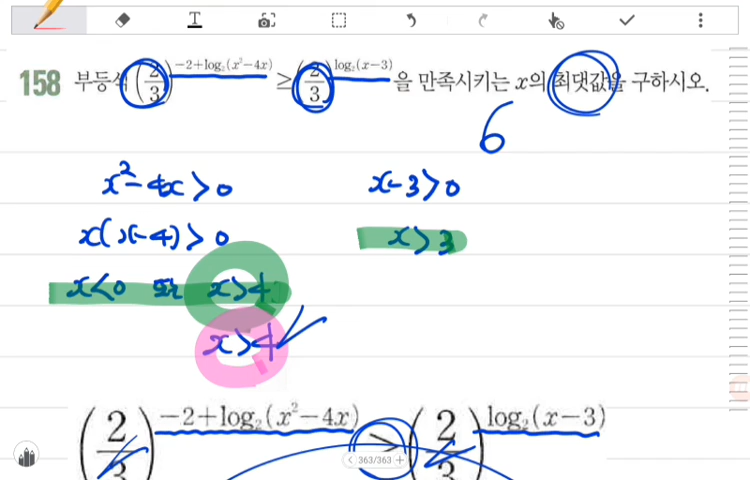 158 부등식 (2/3)^(-2+log₂(x²-4x)) ≥ (2/3)^(log₂(x-3)) 을 만족시키는 x의 최댓값을 구하시오.
6
x²-4x>0 x-3>0
x(x-4)>0 x>3
x<0 또는 x>4
x>4
(2/3)^(-2+log₂(x²-4x)) ≥ (2/3)^(log₂(x-3))
< 363/363 +